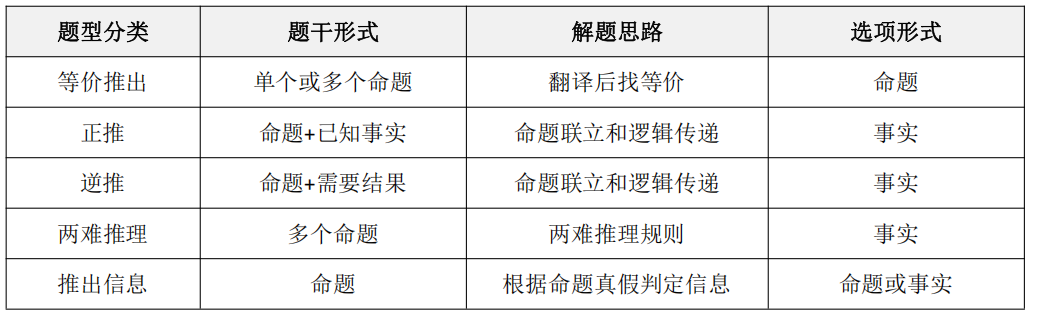 题型分类 题干形式 解题思路 选项形式
等价推出 单个或多个命题 翻译后找等价 命题
正推 命题+已知事实 命题联立和逻辑传递 事实
逆推 命题+需要结果 命题联立和逻辑传递 事实
两难推理 多个命题 两难推理规则 事实
推出信息 命题 根据命题真假判定信息 命题或事实